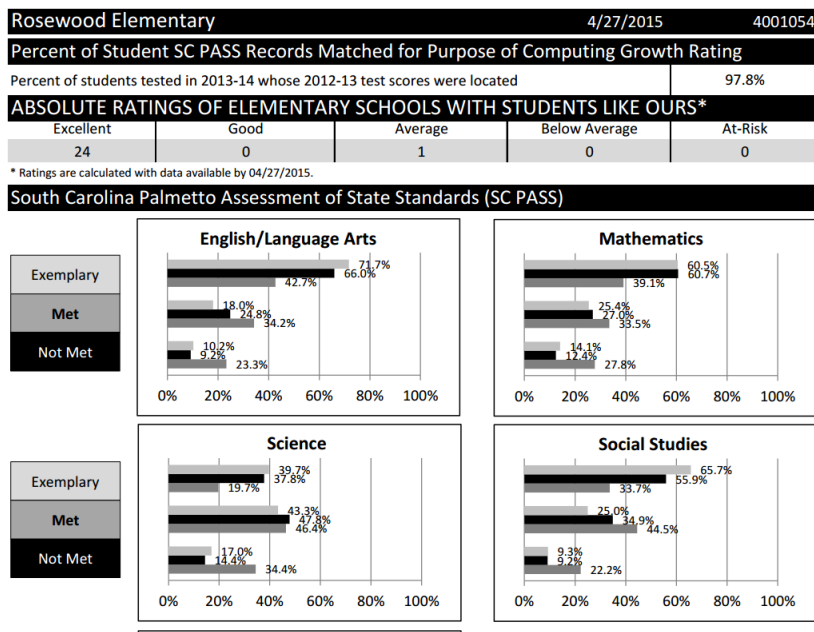 Rosewood Elementary 4/27/2015 4001054
Percent of Student SC PASS Records Matched for Purpose of Computing Growth Rating
Percent of students tested in 2013-14 whose 2012-13 test scores were located 97.8%
ABSOLUTE RATINGS OF ELEMENTARY SCHOOLS WITH STUDENTS LIKE OURS*
Excellent Good Average Below Average At-Risk
24 0 1 0 0
* Ratings are calculated with data available by 04/27/2015.
South Carolina Palmetto Assessment of State Standards (SC PASS)
Exemplary
Met
Not Met
English/Language Arts
71.7%
66.0%
42.7%
18.0%
24.8%
34.2%
10.2%
9.2%
23.3%
0% 20% 40% 60% 80% 100%
Mathematics
60.5%
60.7%
39.1%
25.4%
27.0%
33.5%
14.1%
12.4%
27.8%
0% 20% 40% 60% 80% 100%
Exemplary
Met
Not Met
Science
39.7%
37.8%
19.7%
43.3%
47.8%
46.4%
17.0%
14.4%
34.4%
0% 20% 40% 60% 80% 100%
Social Studies
65.7%
55.9%
33.7%
25.0%
34.9%
44.5%
9.3%
9.2%
22.2%
0% 20% 40% 60% 80% 100%